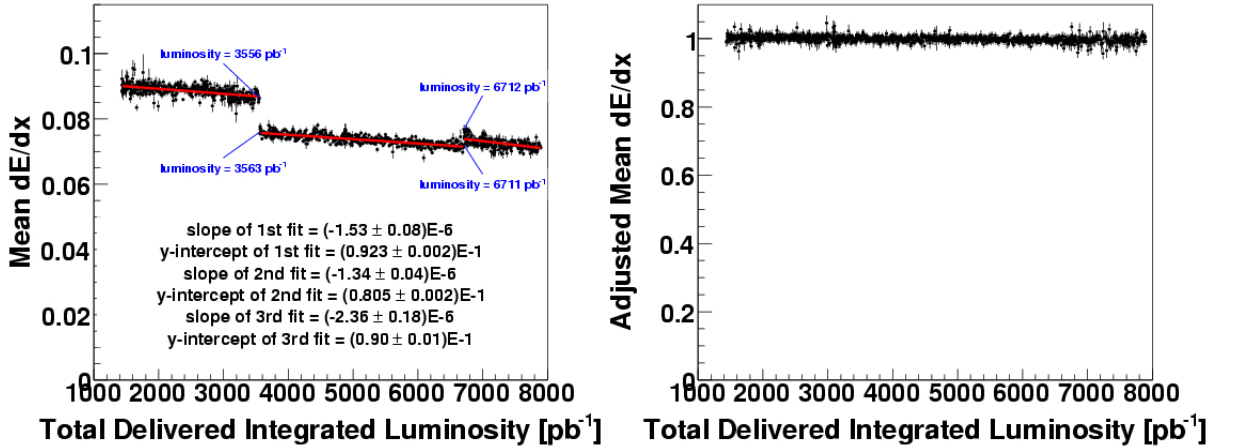 0.1
0.08
0.06
0.04
0.02
0
Mean dE/dx
luminosity = 3556 pb⁻¹
luminosity = 6712 pb⁻¹
luminosity = 3563 pb⁻¹
luminosity = 6711 pb⁻¹
slope of 1st fit = (-1.53 ± 0.08)E-6
y-intercept of 1st fit = (0.923 ± 0.002)E-1
slope of 2nd fit = (-1.34 ± 0.04)E-6
y-intercept of 2nd fit = (0.805 ± 0.002)E-1
slope of 3rd fit = (-2.36 ± 0.18)E-6
y-intercept of 3rd fit = (0.90 ± 0.01)E-1
1000 2000 3000 4000 5000 6000 7000 8000
Total Delivered Integrated Luminosity [pb⁻¹]
1
0.8
0.6
0.4
0.2
0
Adjusted Mean dE/dx
1000 2000 3000 4000 5000 6000 7000 8000
Total Delivered Integrated Luminosity [pb⁻¹]